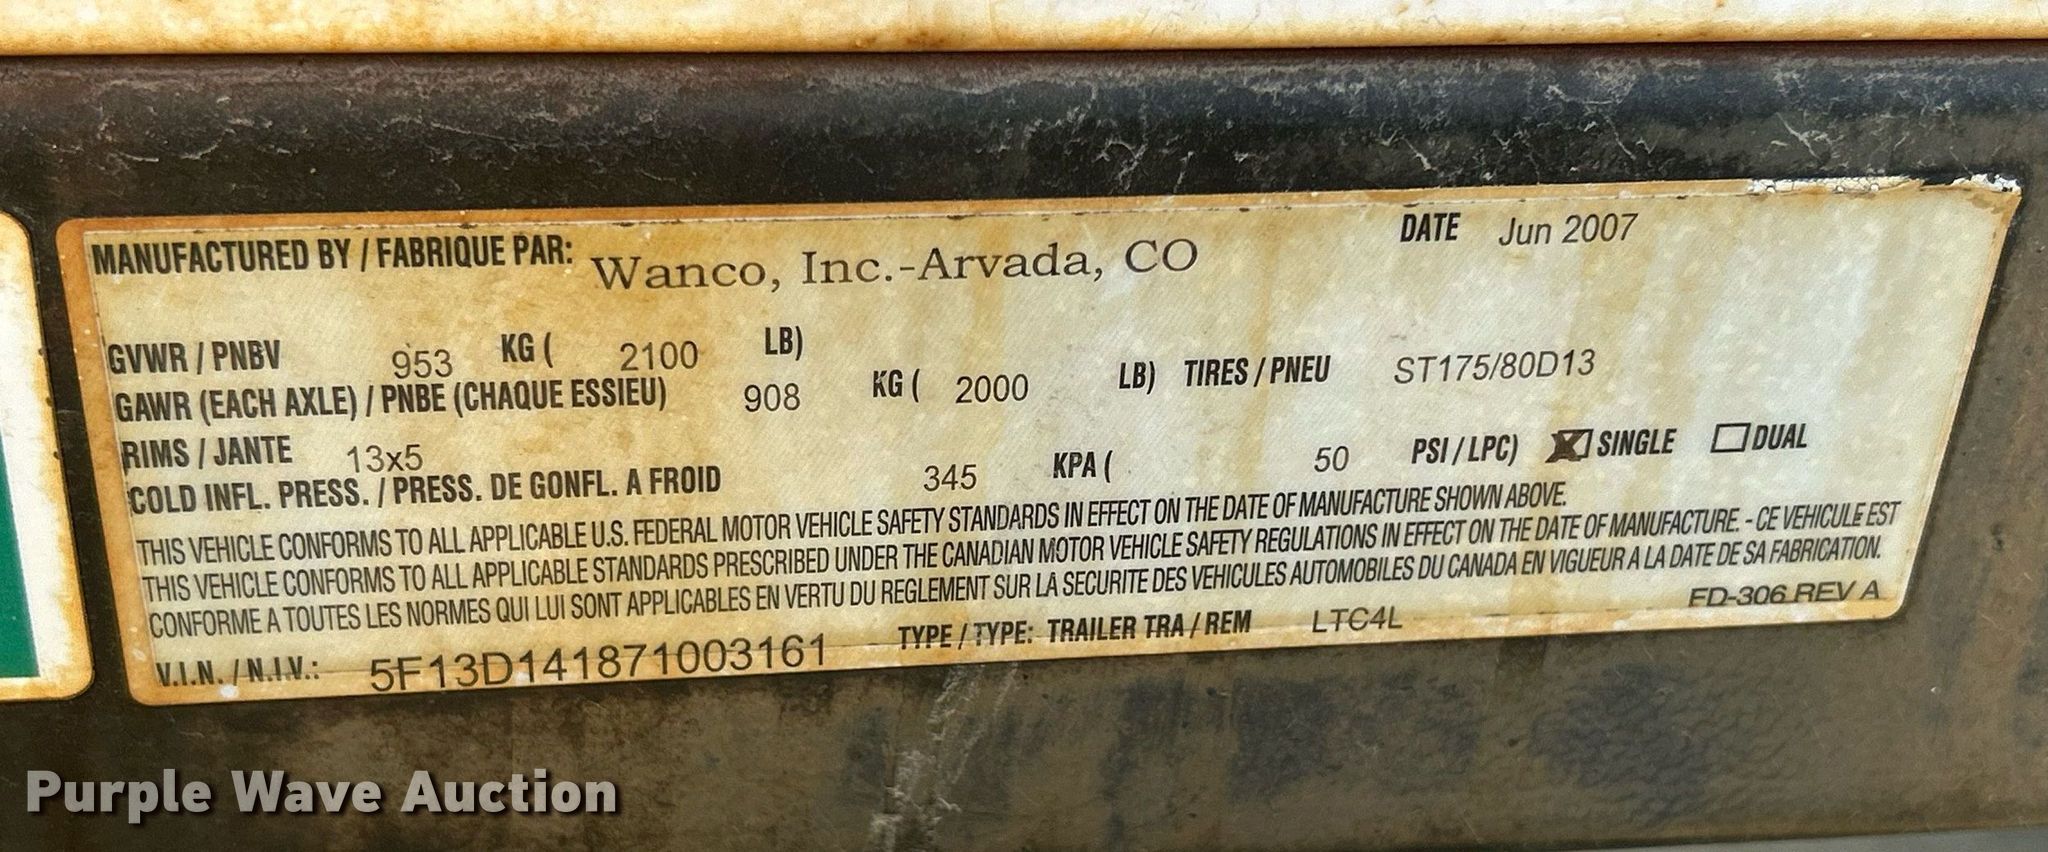 MANUFACTURED BY / FABRIQUE PAR: Wanco, Inc.-Arvada, CO DATE Jun 2007
GVWR / PNBV 953 KG ( 2100 LB)
GAWR (EACH AXLE) / PNBE (CHAQUE ESSIEU) 908 KG ( 2000 LB) TIRES / PNEU ST175/80D13
RIMS / JANTE 13x5
COLD INFL. PRESS. / PRESS. DE GONFL. A FROID 345 KPA ( 50 PSI / LPC) X SINGLE DUAL
THIS VEHICLE CONFORMS TO ALL APPLICABLE U.S. FEDERAL MOTOR VEHICLE SAFETY STANDARDS IN EFFECT ON THE DATE OF MANUFACTURE SHOWN ABOVE.
THIS VEHICLE CONFORMS TO ALL APPLICABLE STANDARDS PRESCRIBED UNDER THE CANADIAN MOTOR VEHICLE SAFETY REGULATIONS IN EFFECT ON THE DATE OF MANUFACTURE. - CE VEHICULE EST
CONFORME A TOUTES LES NORMES QUI LUI SONT APPLICABLES EN VERTU DU REGLEMENT SUR LA SECURITE DES VEHICULES AUTOMOBILES DU CANADA EN VIGUEUR A LA DATE DE SA FABRICATION.
V.I.N. / N.I.V.: 5F13D141871003161 TYPE / TYPE: TRAILER TRA / REM LTC4L FD-306 REV A
Purple Wave Auction